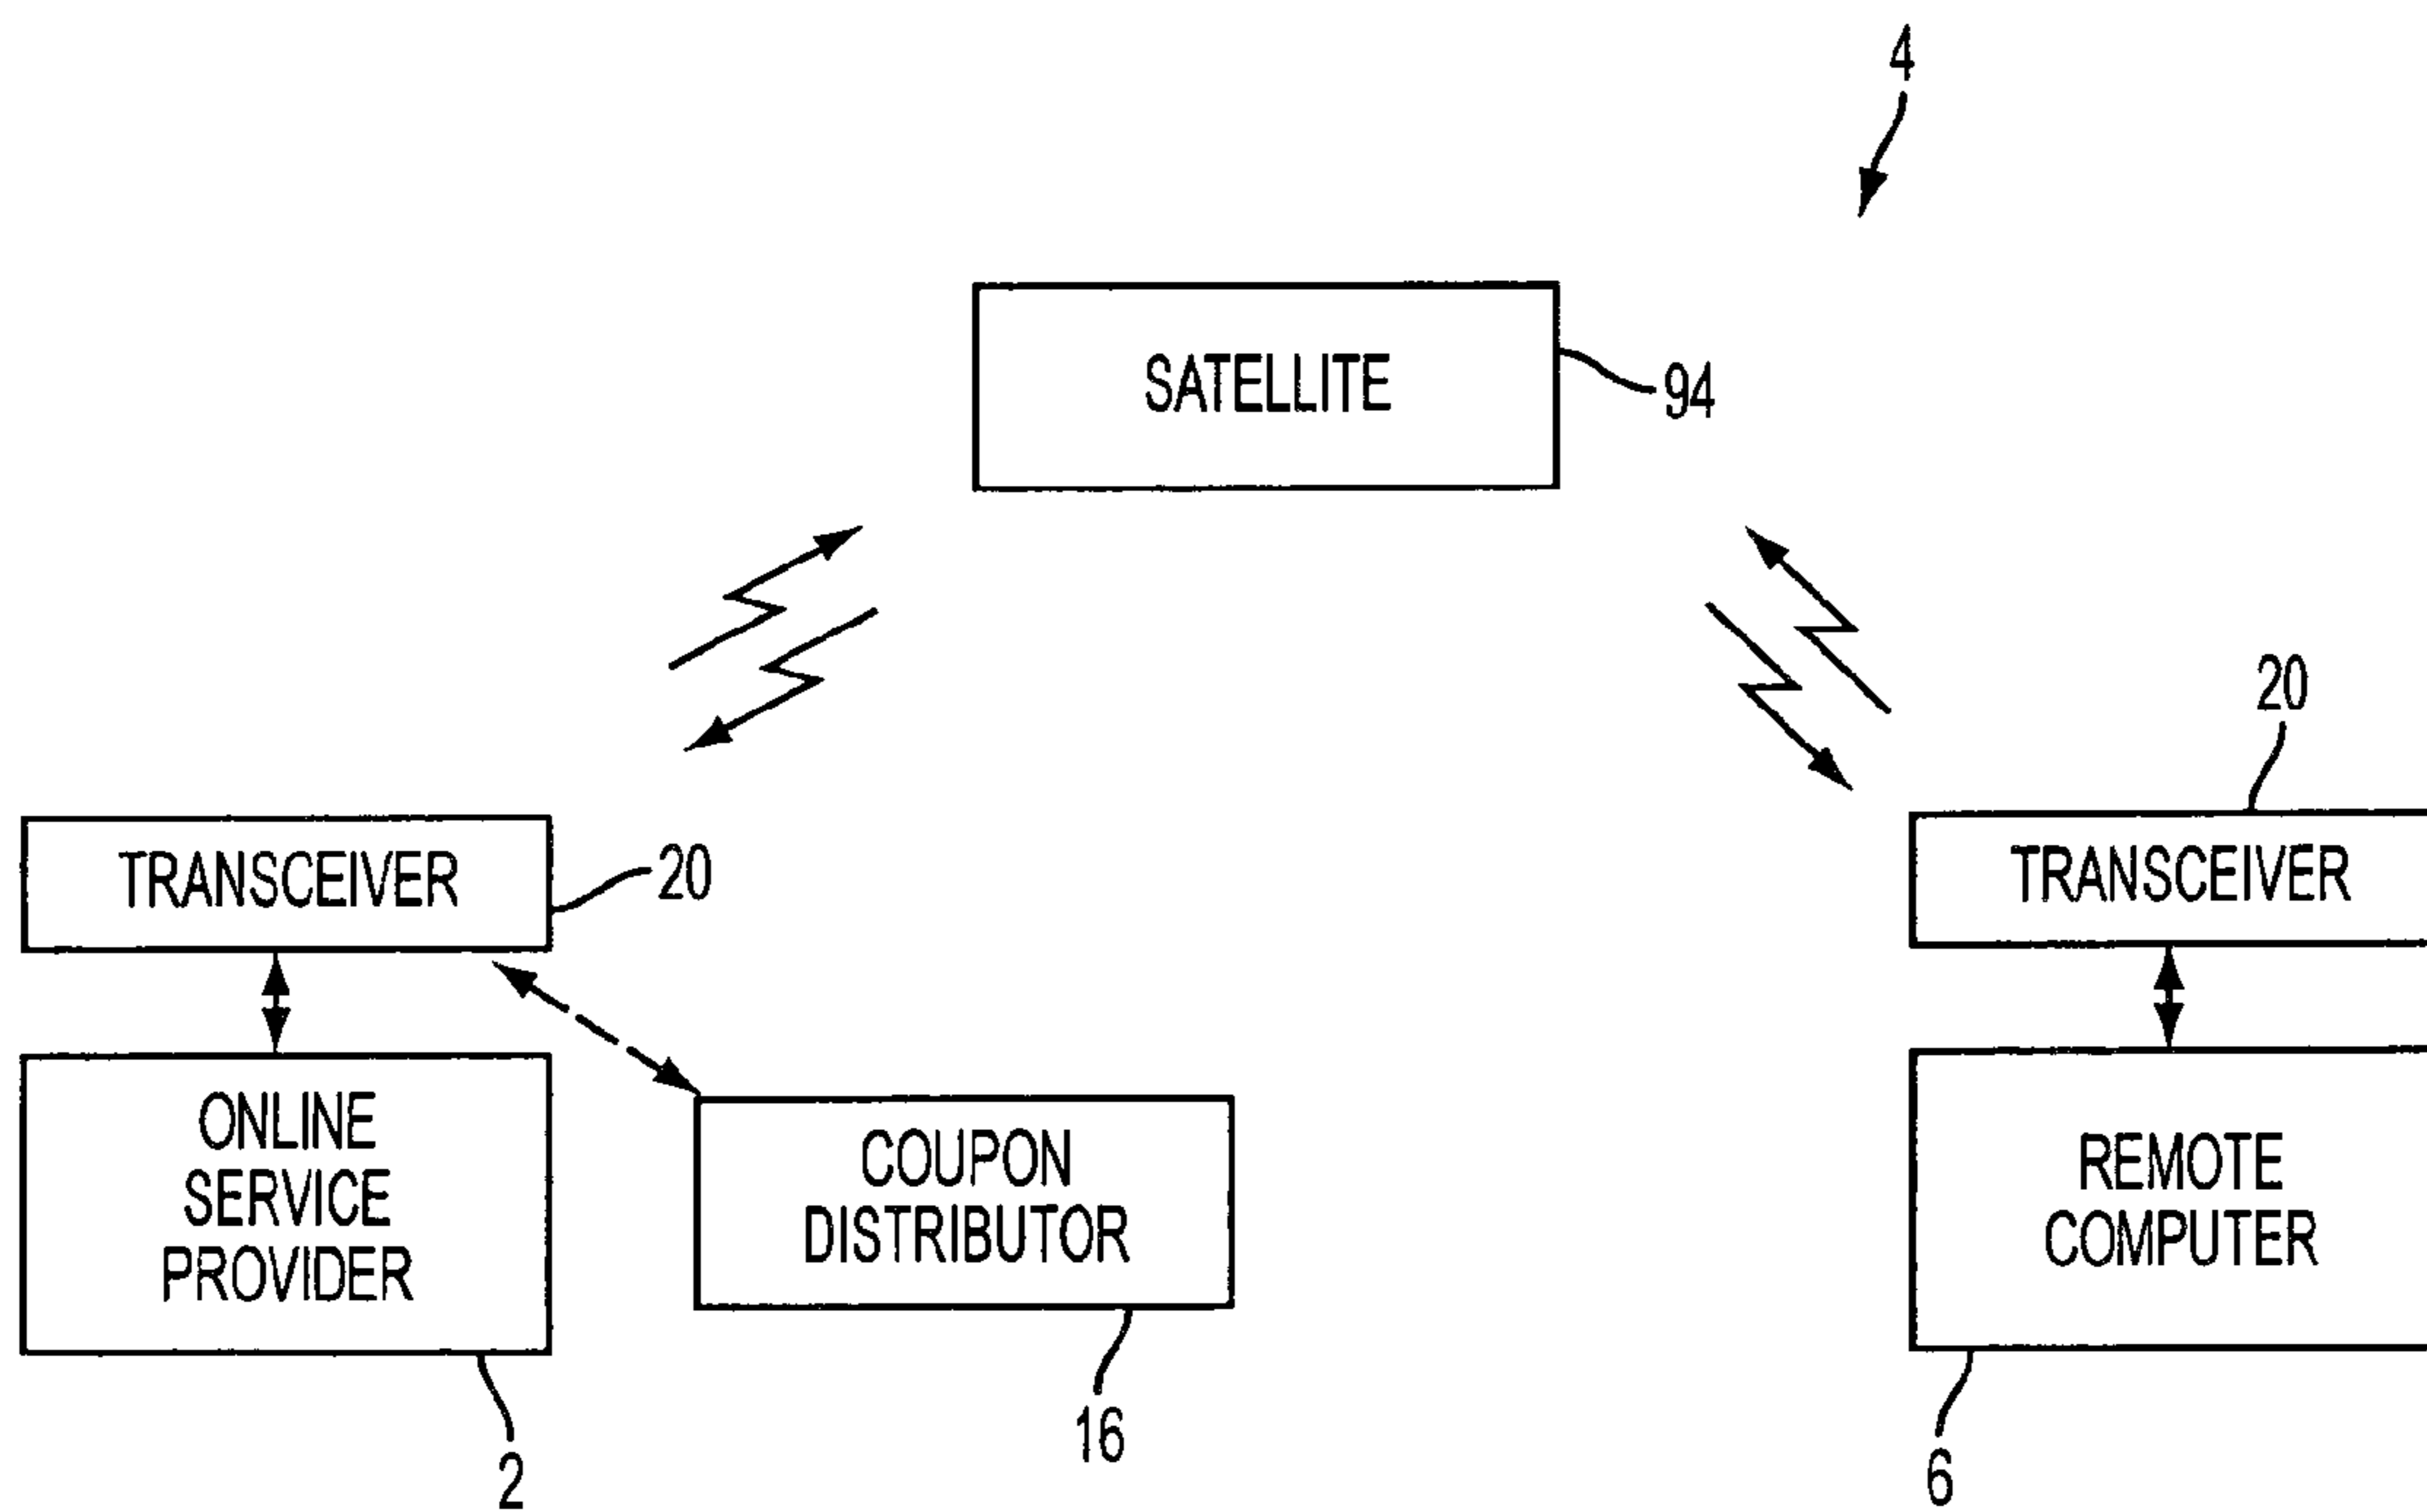 4
SATELLITE
94
20
TRANSCEIVER
20
TRANSCEIVER
ONLINE
SERVICE
PROVIDER
COUPON
DISTRIBUTOR
REMOTE
COMPUTER
2
16
6